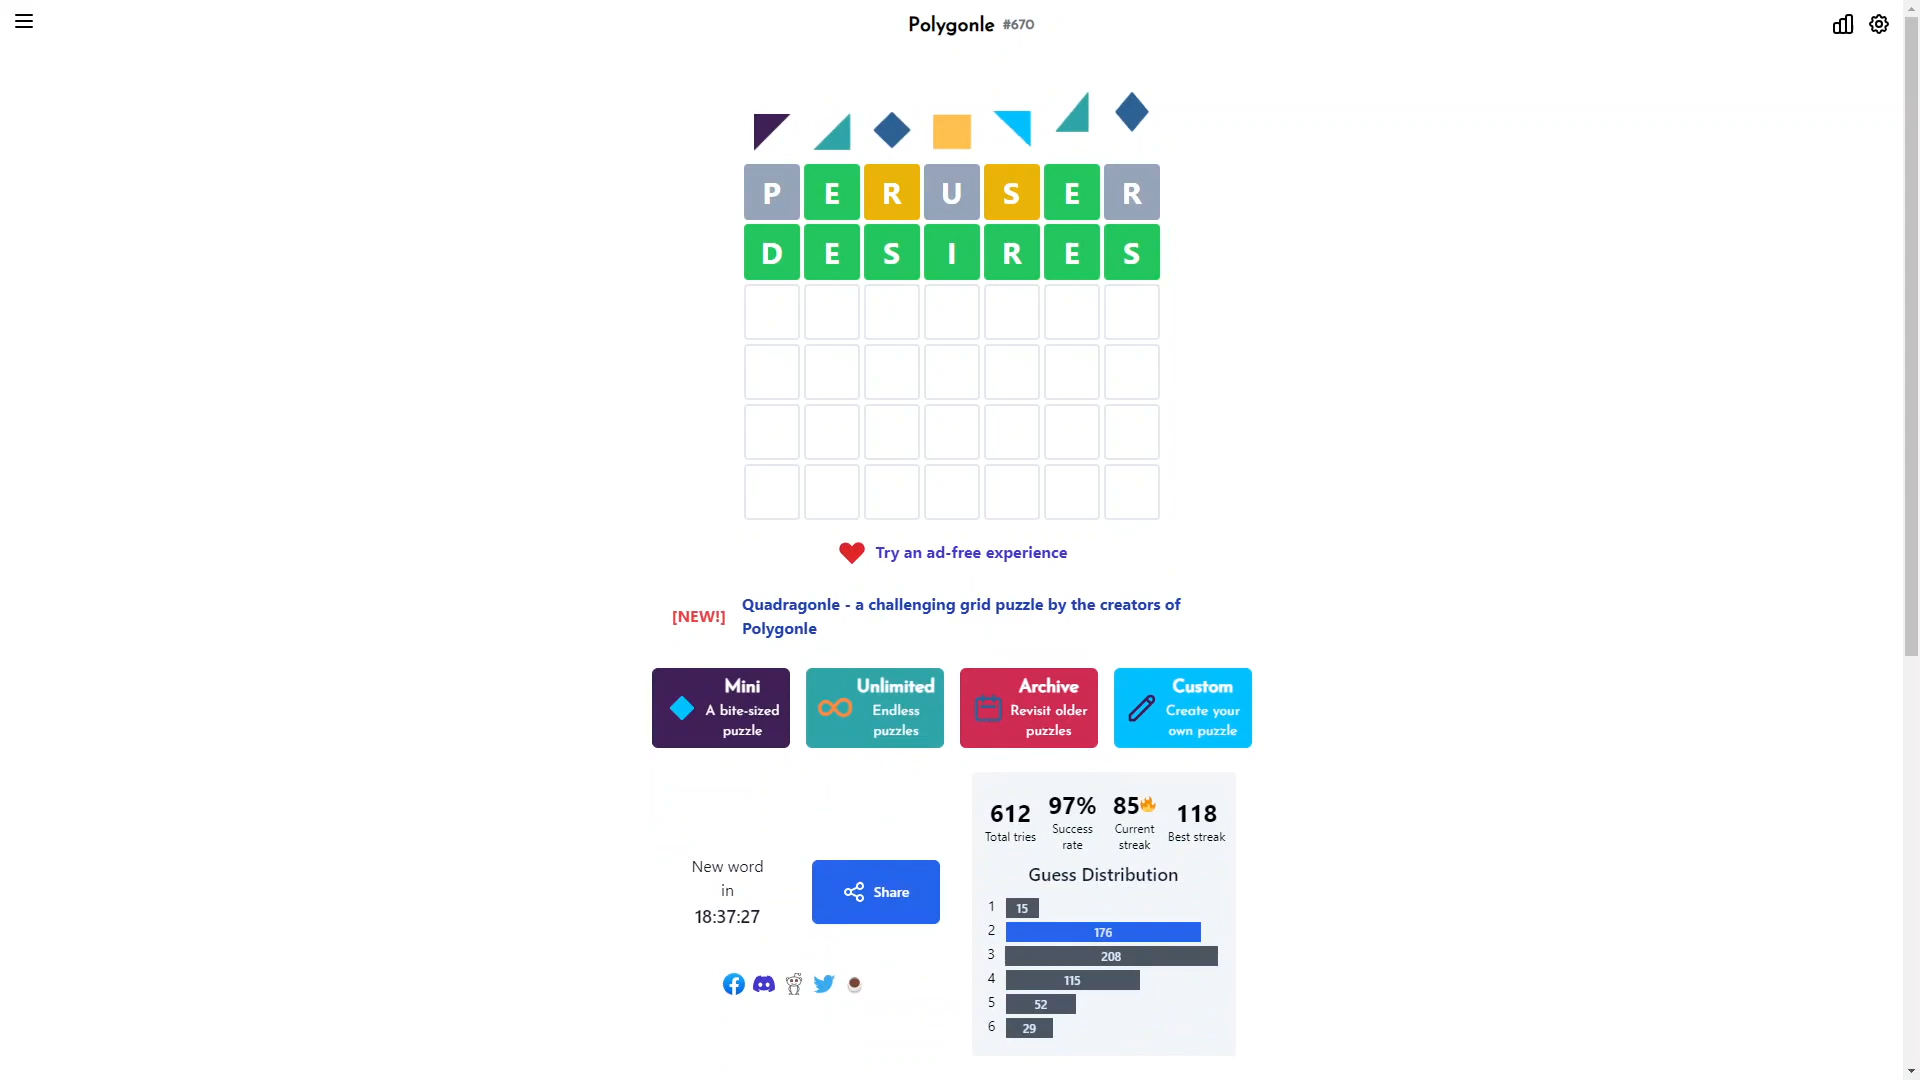 Polygonle #670
P E R U S E R
D E S I R E S
Try an ad-free experience
[NEW!]
Quadragonle - a challenging grid puzzle by the creators of
Polygonle
Mini
A bite-sized
puzzle
Unlimited
Endless
puzzles
Archive
Revisit older
puzzles
Custom
Create your
own puzzle
New word
in
18:37:27
Share
612
Total tries
97%
Success
rate
85
Current
streak
118
Best streak
Guess Distribution
1 15
2 176
3 208
4 115
5 52
6 29